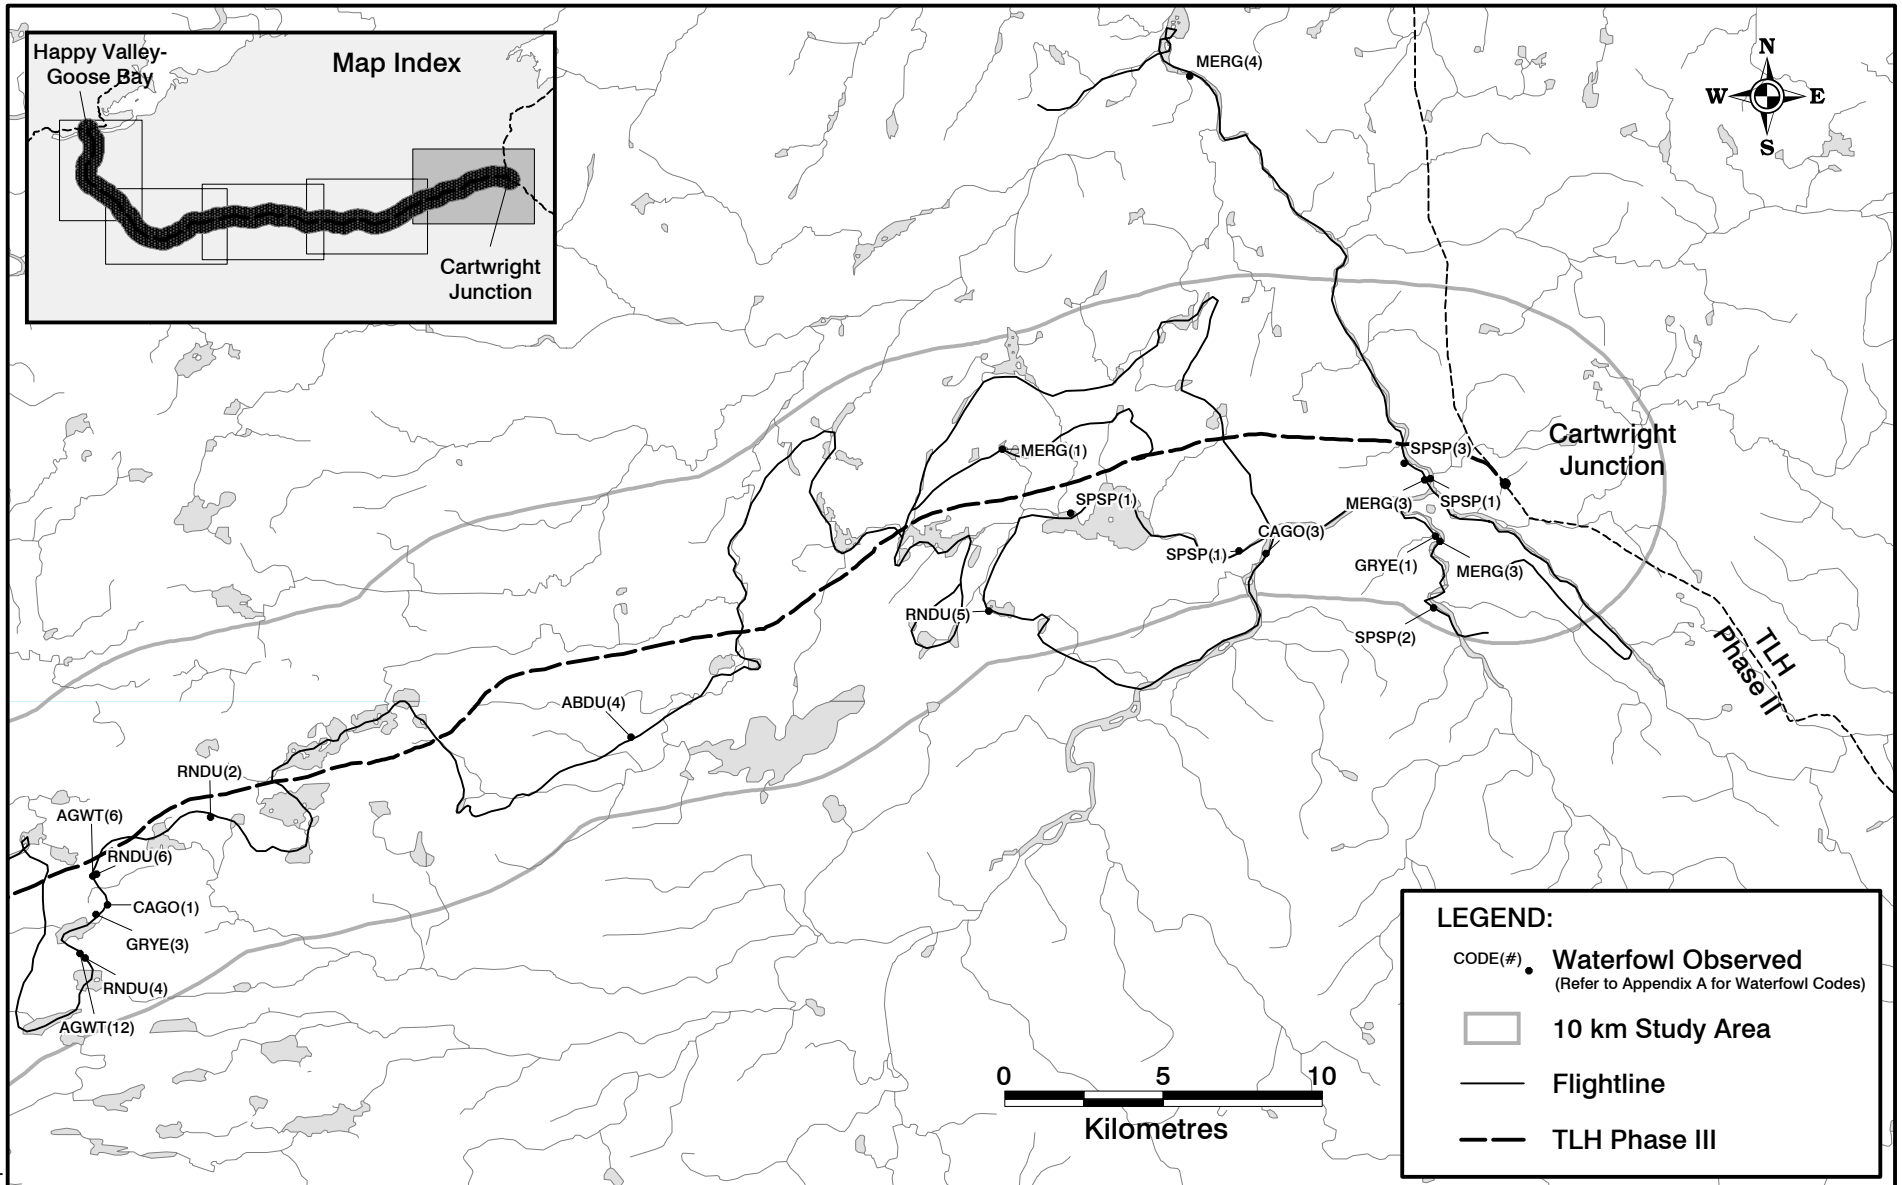 Happy Valley-
Goose Bay
Map Index
Cartwright
Junction
N
W
E
S
MERG(4)
MERG(1)
SPSP(1)
SPSP(3)
Cartwright
Junction
MERG(3)
SPSP(1)
CAGO(3)
SPSP(1)
GRYE(1)
MERG(3)
RNDU(5)
SPSP(2)
TLH
Phase II
ABDU(4)
RNDU(2)
AGWT(6)
RNDU(6)
CAGO(1)
GRYE(3)
RNDU(4)
AGWT(12)
0 5 10
Kilometres
LEGEND:
CODE(#) Waterfowl Observed
(Refer to Appendix A for Waterfowl Codes)
10 km Study Area
Flightline
TLH Phase III